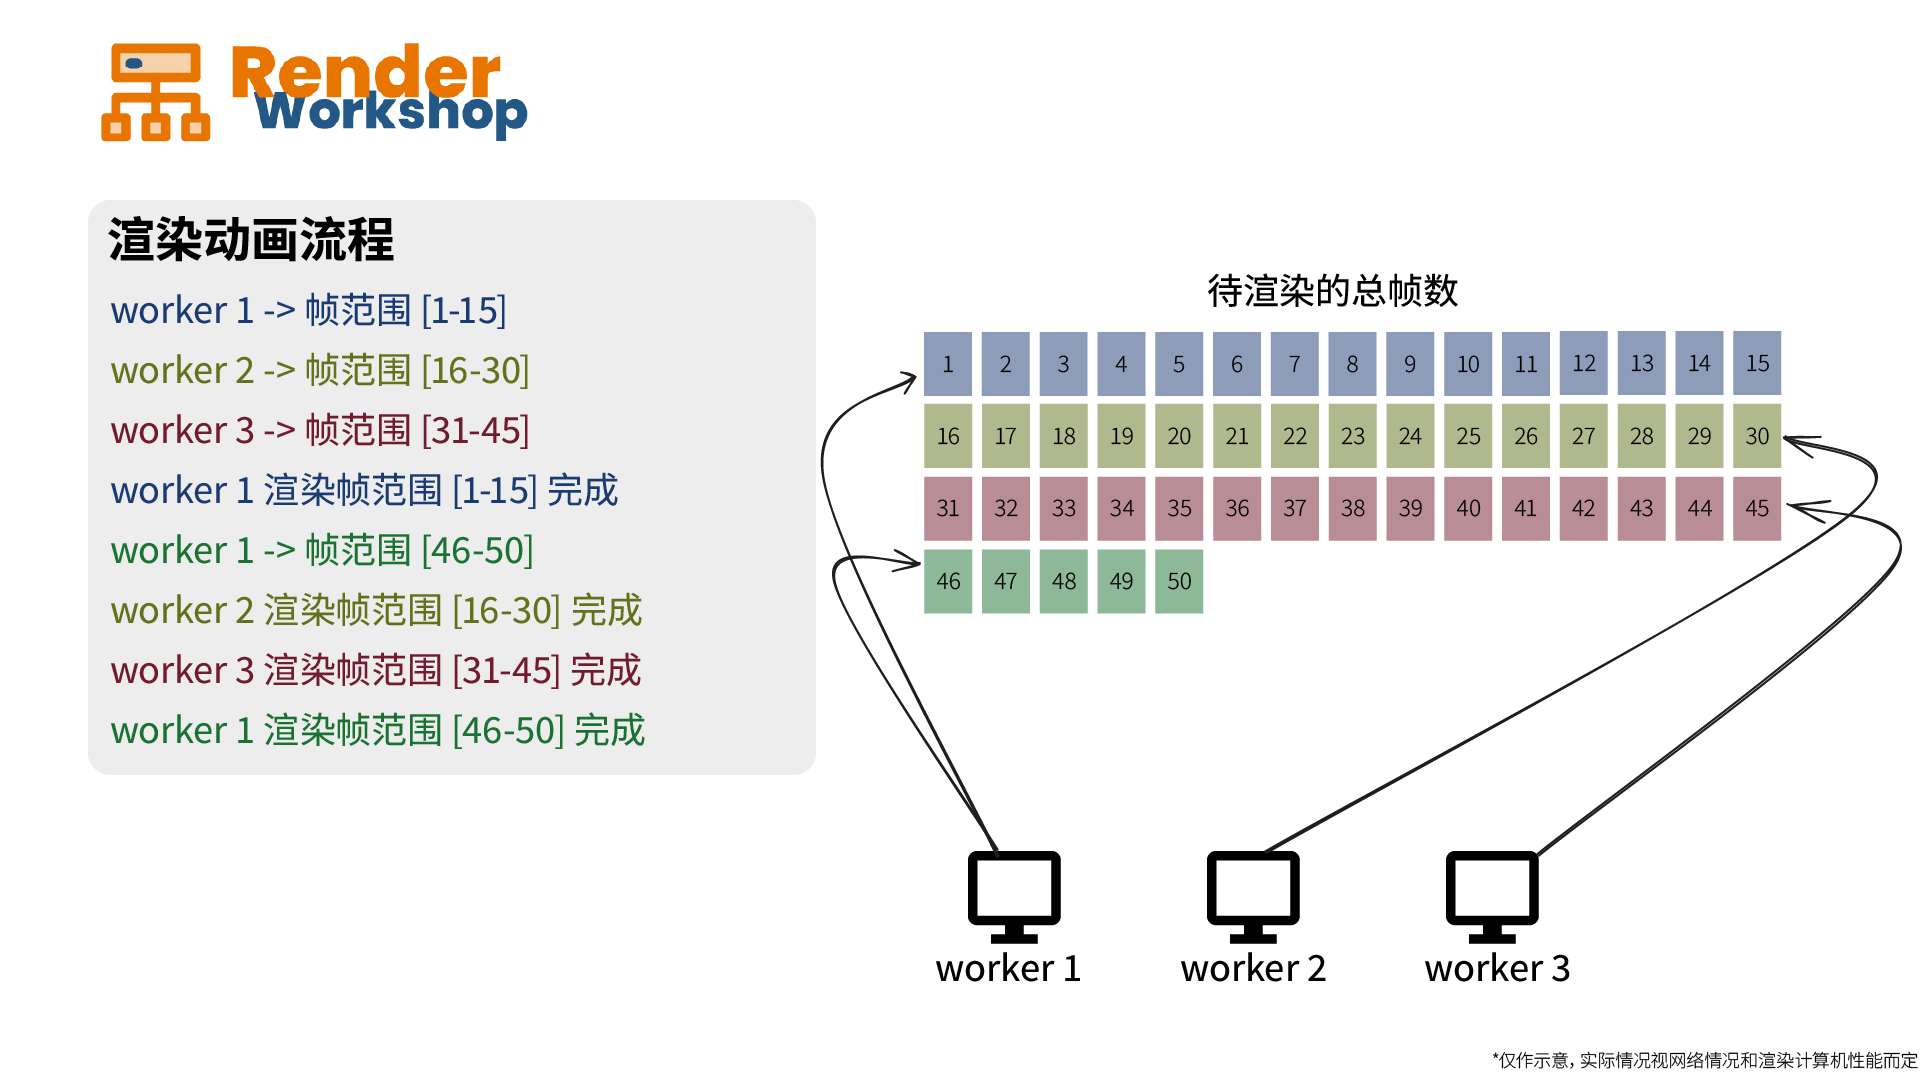 Render
Workshop
渲染动画流程
worker 1 -> 帧范围 [1-15]
worker 2 -> 帧范围 [16-30]
worker 3 -> 帧范围 [31-45]
worker 1 渲染帧范围 [1-15] 完成
worker 1 -> 帧范围 [46-50]
worker 2 渲染帧范围 [16-30] 完成
worker 3 渲染帧范围 [31-45] 完成
worker 1 渲染帧范围 [46-50] 完成
待渲染的总帧数
1 2 3 4 5 6 7 8 9 10 11 12 13 14 15
16 17 18 19 20 21 22 23 24 25 26 27 28 29 30
31 32 33 34 35 36 37 38 39 40 41 42 43 44 45
46 47 48 49 50
worker 1 worker 2 worker 3
*仅作示意，实际情况视网络情况和渲染计算机性能而定